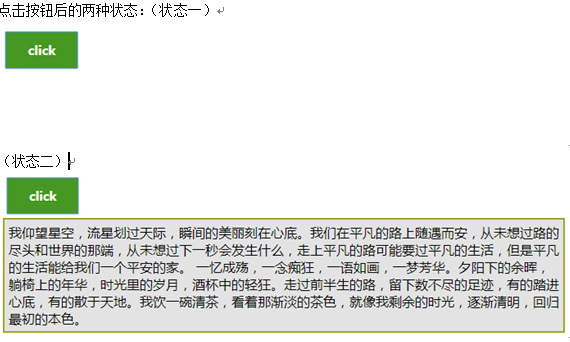 点击按钮后的两种状态:(状态一)
click
(状态二)
click
我仰望星空，流星划过天际，瞬间的美丽刻在心底。我们在平凡的路上随遇而安，从未想过路的
尽头和世界的那端，从未想过下一秒会发生什么，走上平凡的路可能要过平凡的生活，但是平凡
的生活能给我们一个平安的家。 一忆成殇，一念痴狂，一语如画，一梦芳华。夕阳下的余晖，
躺椅上的年华，时光里的岁月，酒杯中的轻狂。走过前半生的路，留下数不尽的足迹，有的踏进
心底，有的散于天地。我饮一碗清茶，看着那渐淡的茶色，就像我剩余的时光，逐渐清明，回归
最初的本色。